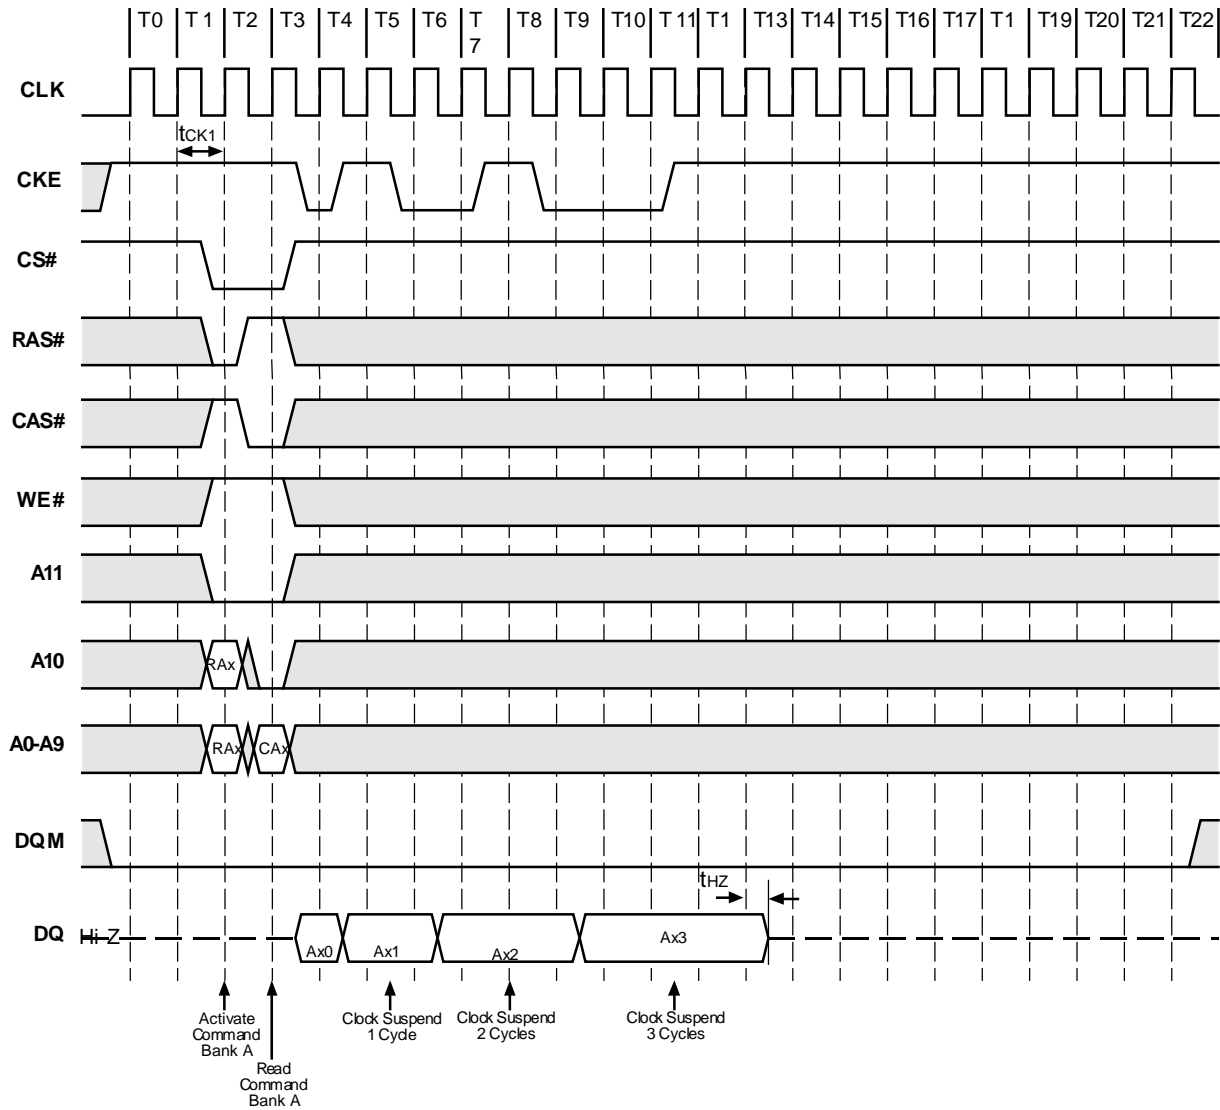 T0 T 1 T2 T3 T4 T5 T6 T 7 T8 T9 T10 T 11 T1 T13 T14 T15 T16 T17 T1 T19 T20 T21 T22
CLK
tCK1
CKE
CS#
RAS#
CAS#
WE#
A11
A10 RAx
A0-A9 RAx CAx
DQM
tHZ
DQ Hi-Z Ax0 Ax1 Ax2 Ax3
Activate
Command
Bank A
Read
Command
Bank A
Clock Suspend
1 Cycle
Clock Suspend
2 Cycles
Clock Suspend
3 Cycles